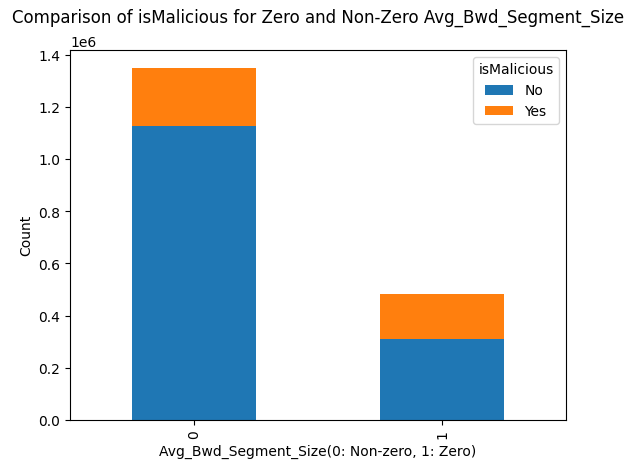 Comparison of isMalicious for Zero and Non-Zero Avg_Bwd_Segment_Size
1e6
1.4
1.2
1.0
0.8
0.6
0.4
0.2
0.0
Count
isMalicious
No
Yes
0
1
Avg_Bwd_Segment_Size(0: Non-zero, 1: Zero)